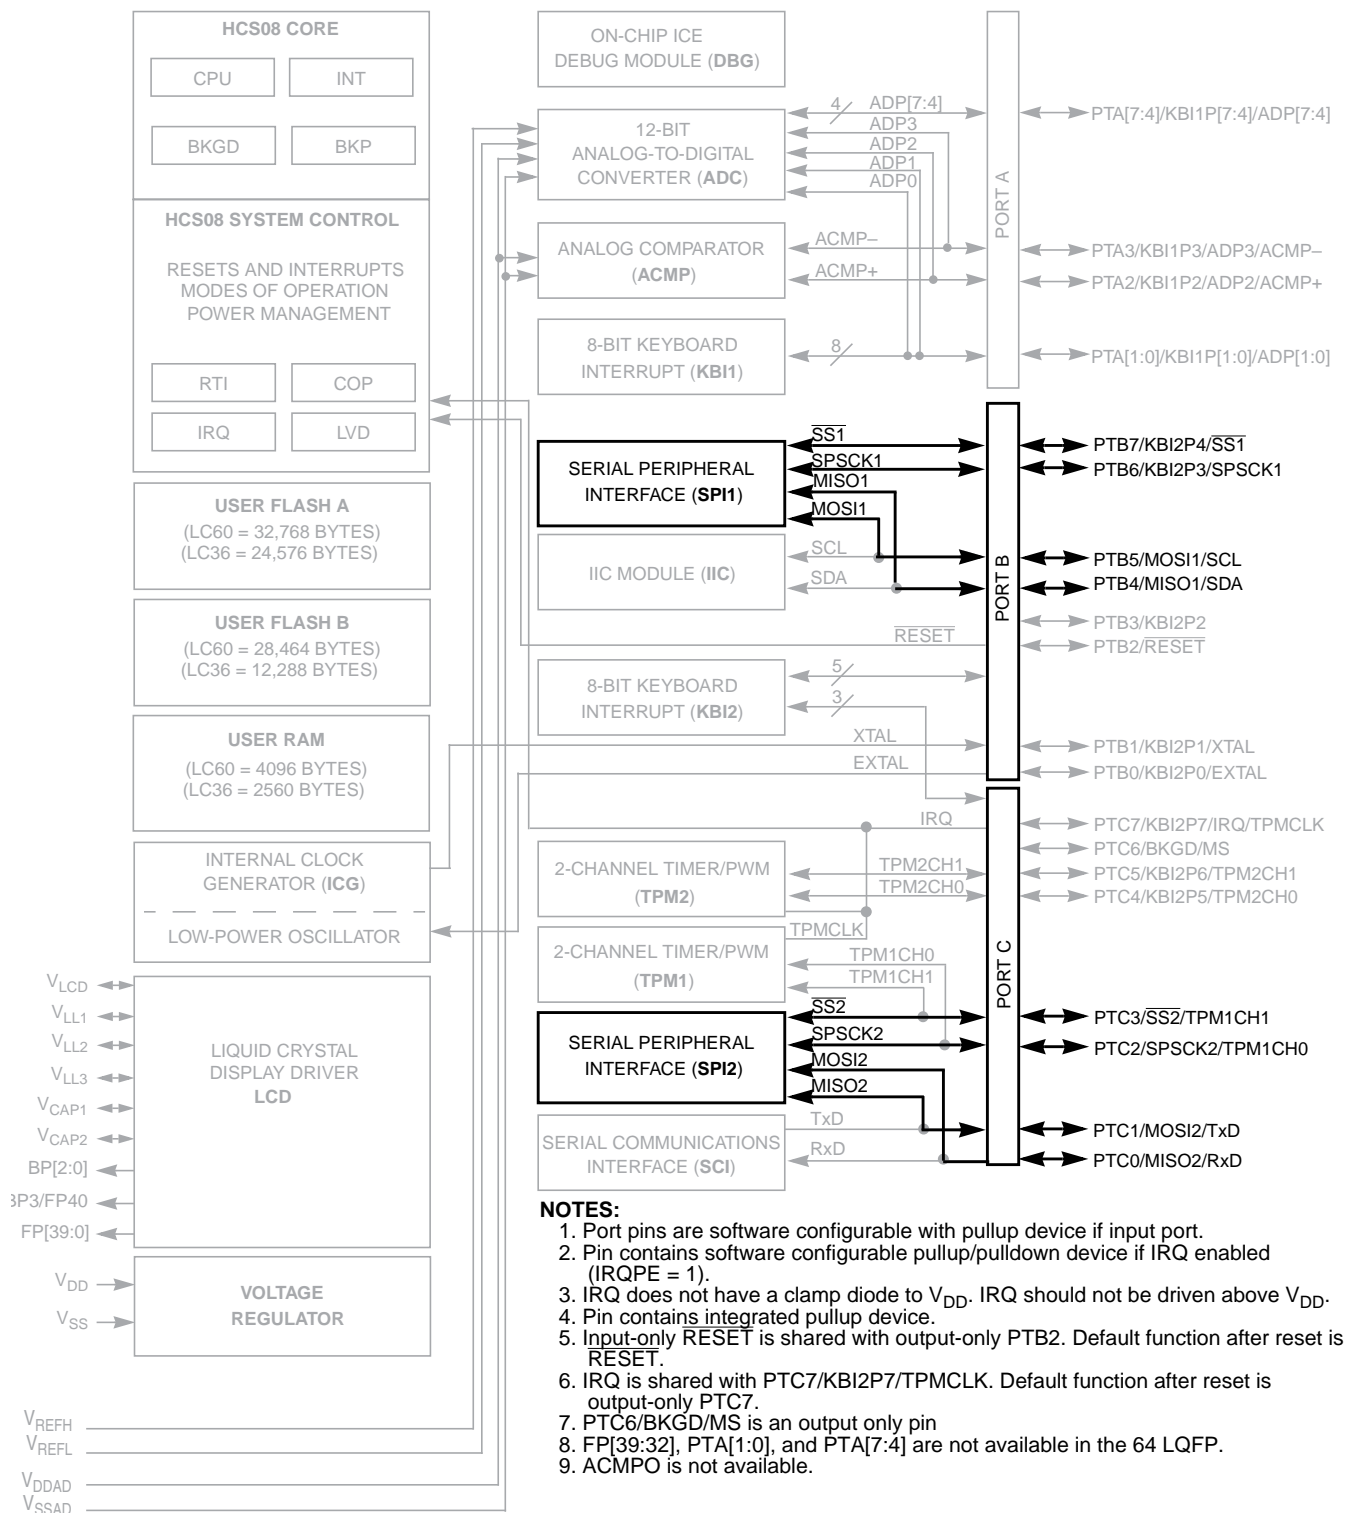 HCS08 CORE
CPU
INT
BKGD
BKP
HCS08 SYSTEM CONTROL
RESETS AND INTERRUPTS
MODES OF OPERATION
POWER MANAGEMENT
RTI
COP
IRQ
LVD
USER FLASH A
(LC60 = 32,768 BYTES)
(LC36 = 24,576 BYTES)
USER FLASH B
(LC60 = 28,464 BYTES)
(LC36 = 12,288 BYTES)
USER RAM
(LC60 = 4096 BYTES)
(LC36 = 2560 BYTES)
INTERNAL CLOCK
GENERATOR (ICG)
LOW-POWER OSCILLATOR
VLCD
VLL1
VLL2
VLL3
VCAP1
VCAP2
BP[2:0]
BP3/FP40
FP[39:0]
LIQUID CRYSTAL
DISPLAY DRIVER
LCD
VDD
VSS
VOLTAGE
REGULATOR
VREFH
VREFL
VDDAD
VSSAD
ON-CHIP ICE
DEBUG MODULE (DBG)
12-BIT
ANALOG-TO-DIGITAL
CONVERTER (ADC)
4
ADP[7:4]
ADP3
ADP2
ADP1
ADP0
ANALOG COMPARATOR
(ACMP)
ACMP–
ACMP+
8-BIT KEYBOARD
INTERRUPT (KBI1)
8
PORT A
PTA[7:4]/KBI1P[7:4]/ADP[7:4]
PTA3/KBI1P3/ADP3/ACMP–
PTA2/KBI1P2/ADP2/ACMP+
PTA[1:0]/KBI1P[1:0]/ADP[1:0]
SERIAL PERIPHERAL
INTERFACE (SPI1)
SS1
SPSCK1
MISO1
MOSI1
IIC MODULE (IIC)
SCL
SDA
RESET
8-BIT KEYBOARD
INTERRUPT (KBI2)
5
3
XTAL
EXTAL
PORT B
PTB7/KBI2P4/SS1
PTB6/KBI2P3/SPSCK1
PTB5/MOSI1/SCL
PTB4/MISO1/SDA
PTB3/KBI2P2
PTB2/RESET
PTB1/KBI2P1/XTAL
PTB0/KBI2P0/EXTAL
IRQ
2-CHANNEL TIMER/PWM
(TPM2)
TPM2CH1
TPM2CH0
TPMCLK
2-CHANNEL TIMER/PWM
(TPM1)
TPM1CH0
TPM1CH1
SERIAL PERIPHERAL
INTERFACE (SPI2)
SS2
SPSCK2
MOSI2
MISO2
SERIAL COMMUNICATIONS
INTERFACE (SCI)
TxD
RxD
PORT C
PTC7/KBI2P7/IRQ/TPMCLK
PTC6/BKGD/MS
PTC5/KBI2P6/TPM2CH1
PTC4/KBI2P5/TPM2CH0
PTC3/SS2/TPM1CH1
PTC2/SPSCK2/TPM1CH0
PTC1/MOSI2/TxD
PTC0/MISO2/RxD
NOTES:
1. Port pins are software configurable with pullup device if input port.
2. Pin contains software configurable pullup/pulldown device if IRQ enabled
(IRQPE = 1).
3. IRQ does not have a clamp diode to VDD. IRQ should not be driven above VDD.
4. Pin contains integrated pullup device.
5. Input-only RESET is shared with output-only PTB2. Default function after reset is
RESET.
6. IRQ is shared with PTC7/KBI2P7/TPMCLK. Default function after reset is
output-only PTC7.
7. PTC6/BKGD/MS is an output only pin
8. FP[39:32], PTA[1:0], and PTA[7:4] are not available in the 64 LQFP.
9. ACMPO is not available.